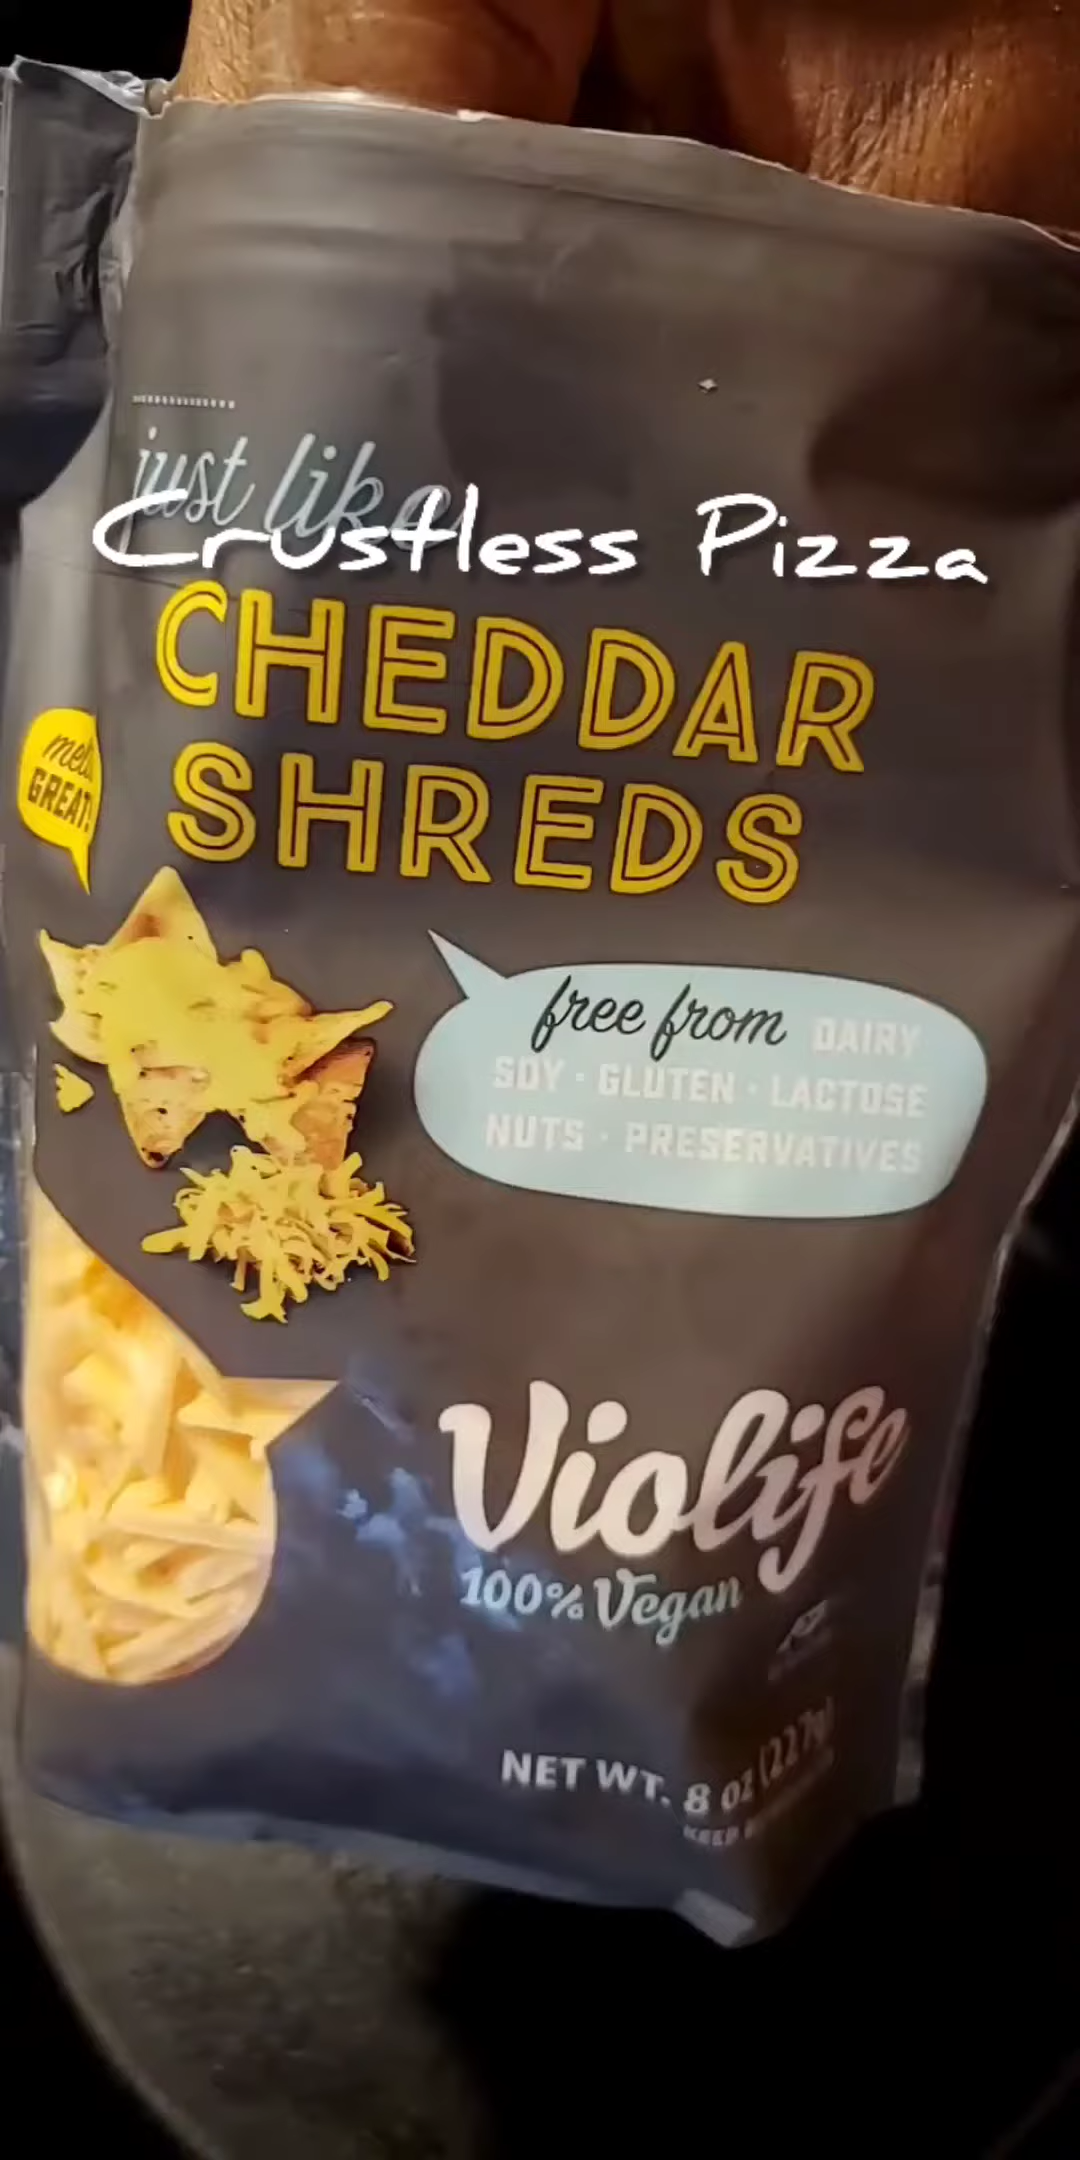 just like
Crustless Pizza
CHEDDAR
SHREDS
GREAT!
free from DAIRY
SOY · GLUTEN · LACTOSE
NUTS · PRESERVATIVES
Violife
100% Vegan
NET WT. 8 oz (227g)
KEEP